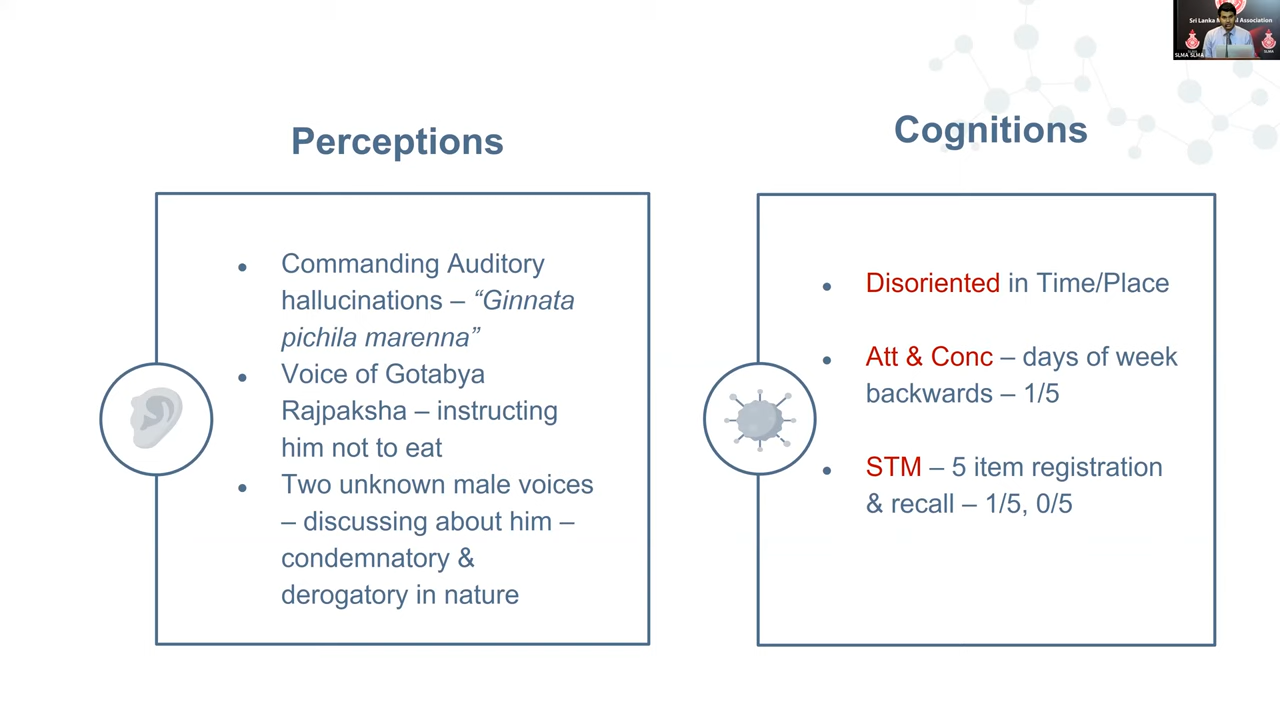 Sri Lanka Medical Association
SLMA SLMA
Perceptions
● Commanding Auditory
hallucinations – “Ginnata
pichila marenna”
● Voice of Gotabya
Rajpaksha – instructing
him not to eat
● Two unknown male voices
– discussing about him –
condemnatory &
derogatory in nature
Cognitions
● Disoriented in Time/Place
● Att & Conc – days of week
backwards – 1/5
● STM – 5 item registration
& recall – 1/5, 0/5